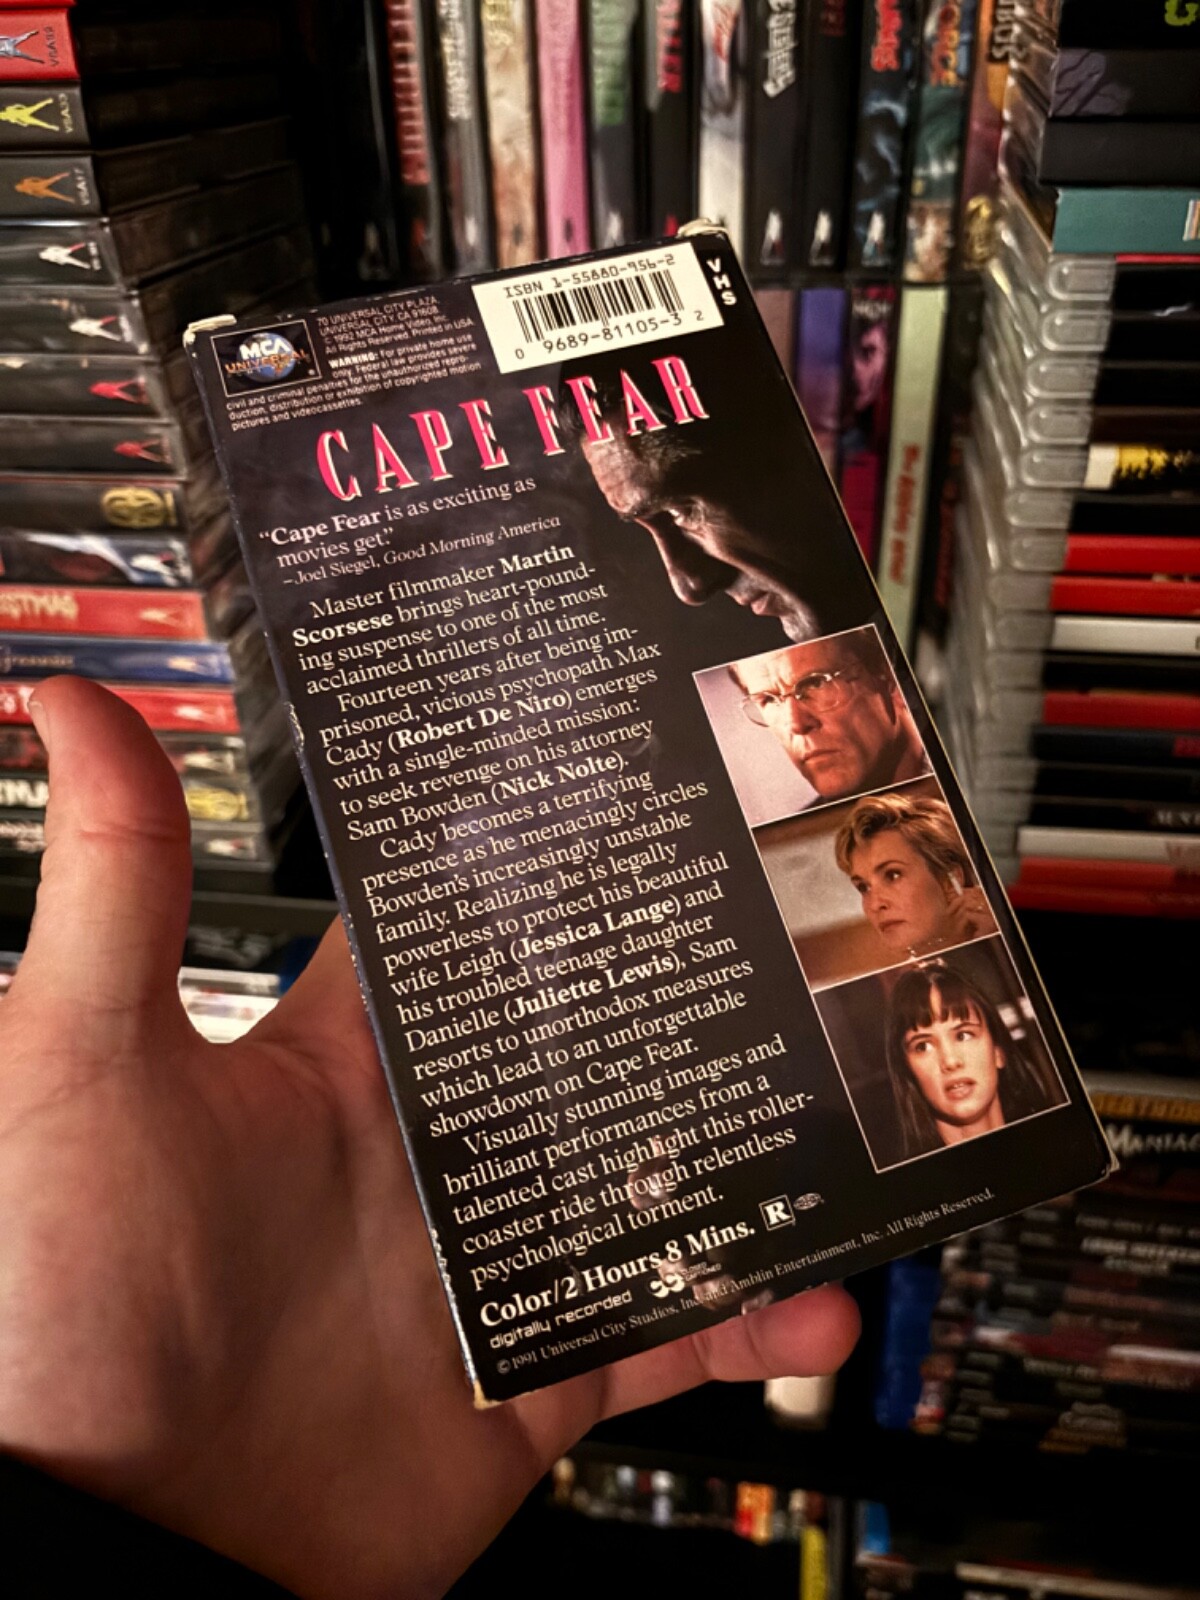 VHS
ISBN 1-55880-956-2
0 9689-81105-3 2
MCA
UNIVERSAL
70 UNIVERSAL CITY PLAZA,
UNIVERSAL CITY, CA 91608
© 1992 MCA Home Video, Inc.
All Rights Reserved. Printed in USA.
WARNING: For private home use
only. Federal law provides severe
civil and criminal penalties for the unauthorized repro-
duction, distribution or exhibition of copyrighted motion
pictures and videocassettes.
CAPE FEAR
“Cape Fear is as exciting as
movies get.”
–Joel Siegel, Good Morning America
Master filmmaker Martin
Scorsese brings heart-pound-
ing suspense to one of the most
acclaimed thrillers of all time.
Fourteen years after being im-
prisoned, vicious psychopath Max
Cady (Robert De Niro) emerges
with a single-minded mission:
to seek revenge on his attorney
Sam Bowden (Nick Nolte).
Cady becomes a terrifying
presence as he menacingly circles
Bowden's increasingly unstable
family. Realizing he is legally
powerless to protect his beautiful
wife Leigh (Jessica Lange) and
his troubled teenage daughter
Danielle (Juliette Lewis), Sam
resorts to unorthodox measures
which lead to an unforgettable
showdown on Cape Fear.
Visually stunning images and
brilliant performances from a
talented cast highlight this roller-
coaster ride through relentless
psychological torment.
Color/2 Hours 8 Mins. R
digitally recorded
CLOSED CAPTIONED
©1991 Universal City Studios, Inc. and Amblin Entertainment, Inc. All Rights Reserved.
MANIAC